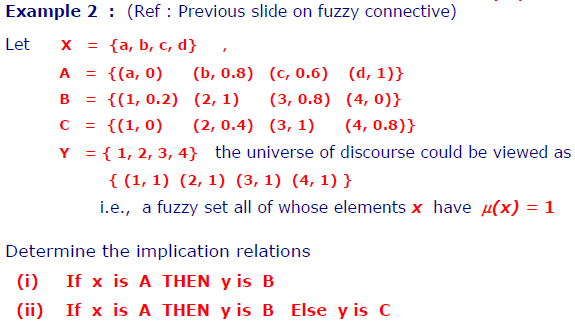 Example 2 : (Ref : Previous slide on fuzzy connective)
Let X = {a, b, c, d} ,
A = {(a, 0) (b, 0.8) (c, 0.6) (d, 1)}
B = {(1, 0.2) (2, 1) (3, 0.8) (4, 0)}
C = {(1, 0) (2, 0.4) (3, 1) (4, 0.8)}
Y = { 1, 2, 3, 4} the universe of discourse could be viewed as
{ (1, 1) (2, 1) (3, 1) (4, 1) }
i.e., a fuzzy set all of whose elements x have μ(x) = 1
Determine the implication relations
(i) If x is A THEN y is B
(ii) If x is A THEN y is B Else y is C